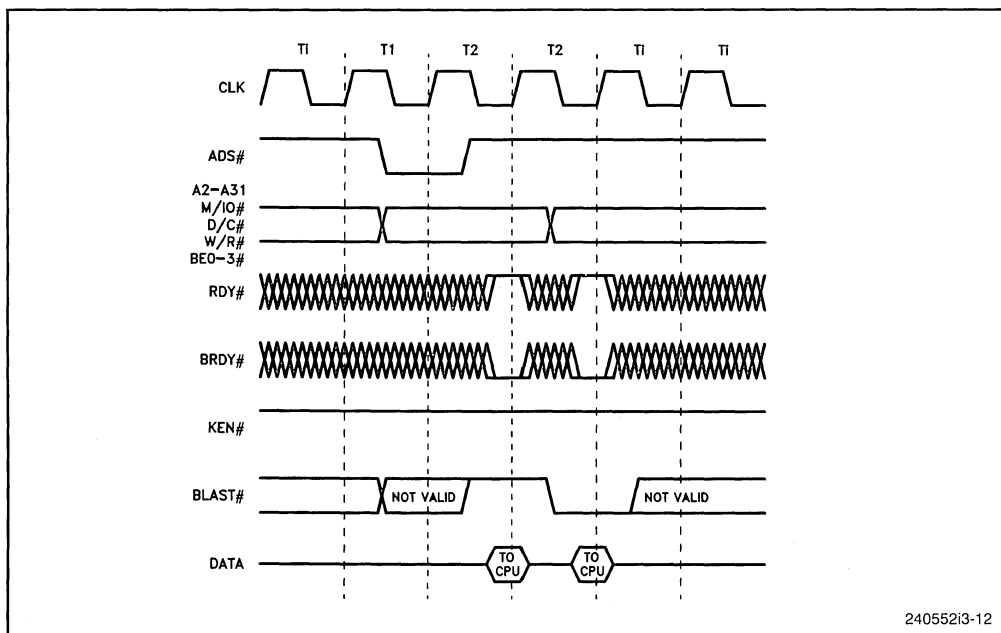 Ti T1 T2 T2 Ti Ti
CLK
ADS#
A2-A31
M/IO#
D/C#
W/R#
BE0-3#
RDY#
BRDY#
KEN#
BLAST# NOT VALID NOT VALID
DATA TO CPU TO CPU
240552i3-12